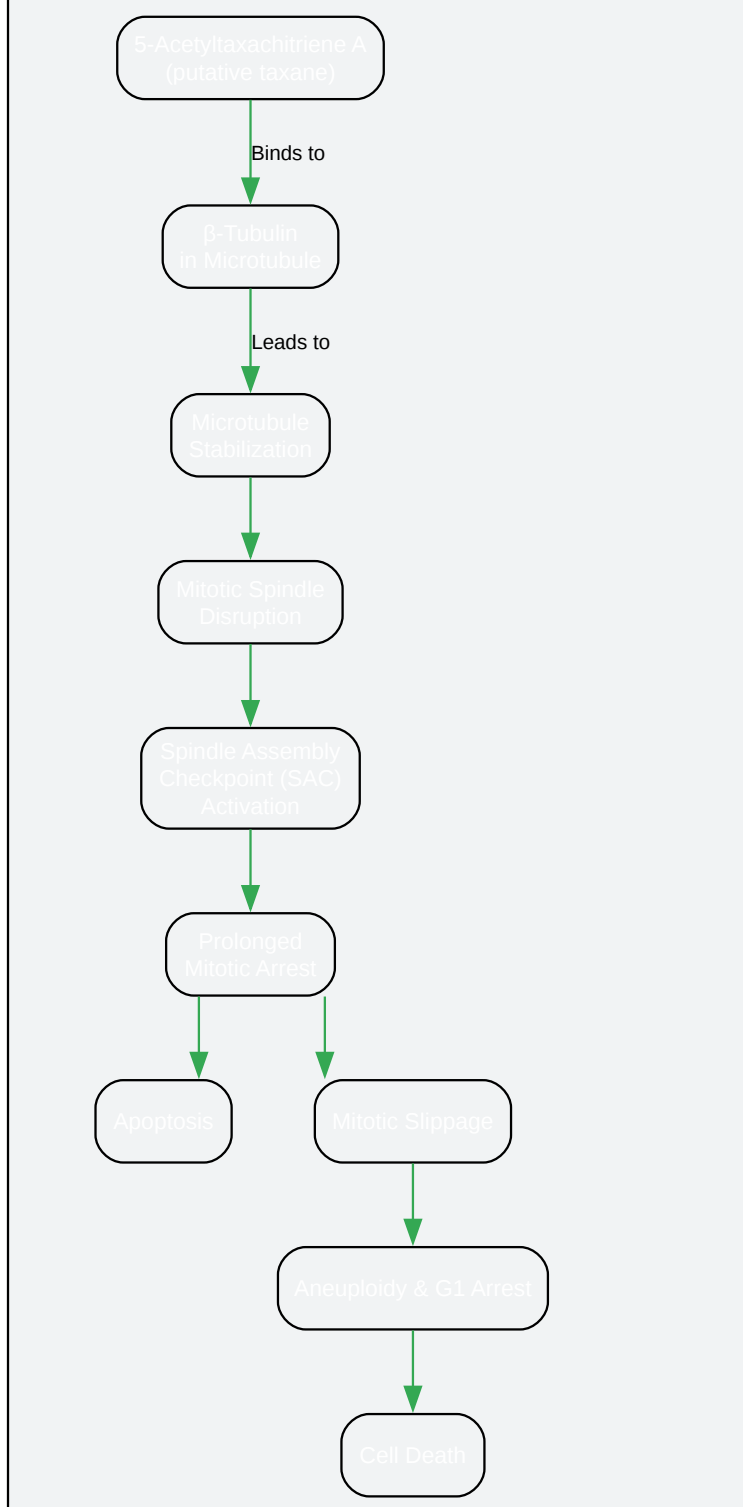 5-Acetyltaxachitriene A
(putative taxane)
Binds to
β-Tubulin
in Microtubule
Leads to
Microtubule
Stabilization
Mitotic Spindle
Disruption
Spindle Assembly
Checkpoint (SAC)
Activation
Prolonged
Mitotic Arrest
Apoptosis
Mitotic Slippage
Aneuploidy & G1 Arrest
Cell Death